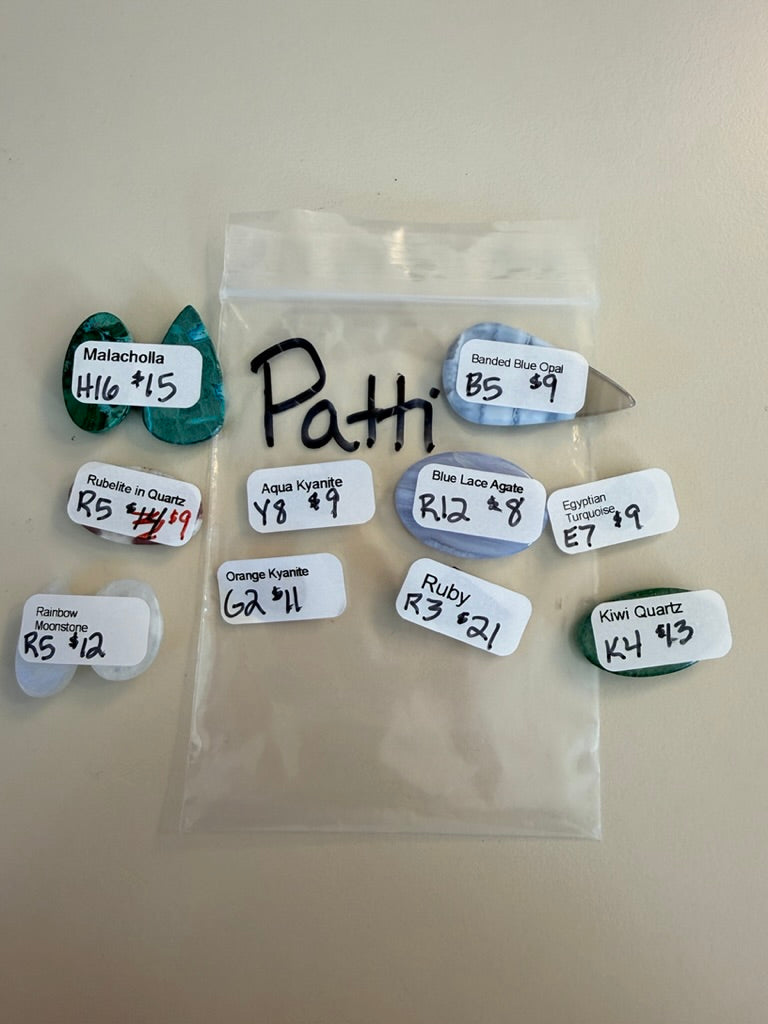 Patti
Malacholla
H16 $15
Banded Blue Opal
B5 $9
Rubelite in Quartz
R5 $14 $9
Aqua Kyanite
Y8 $9
Blue Lace Agate
R12 $8
Egyptian
Turquoise
E7 $9
Orange Kyanite
G2 $11
Ruby
R3 $21
Rainbow
Moonstone
R5 $12
Kiwi Quartz
K4 $13